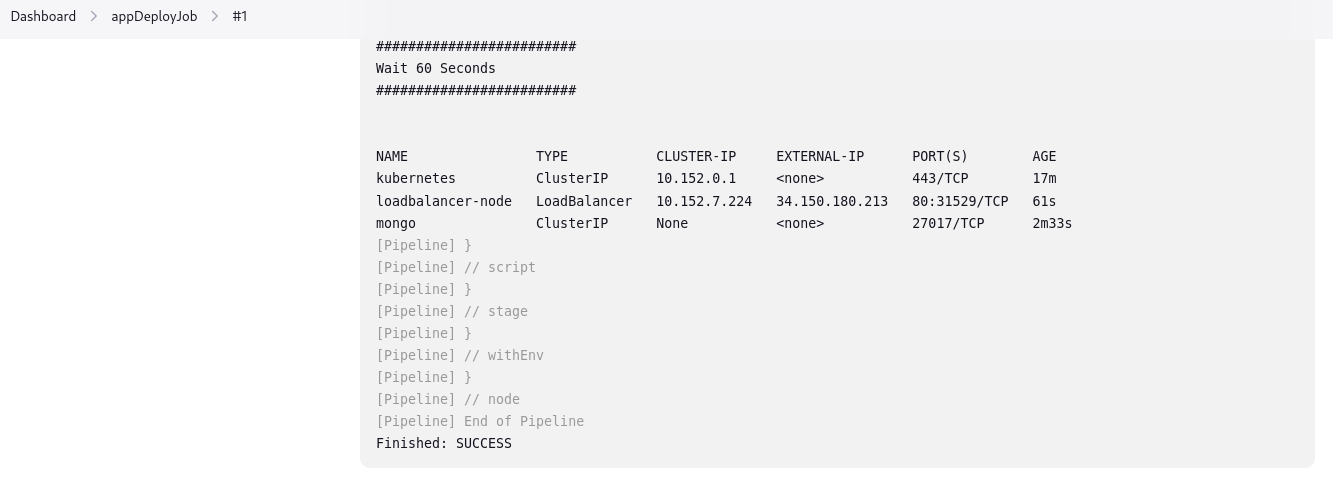 Dashboard > appDeployJob > #1
#########################
Wait 60 Seconds
#########################
NAME                TYPE           CLUSTER-IP     EXTERNAL-IP      PORT(S)        AGE
kubernetes          ClusterIP      10.152.0.1     <none>           443/TCP        17m
loadbalancer-node   LoadBalancer   10.152.7.224   34.150.180.213   80:31529/TCP   61s
mongo               ClusterIP      None           <none>           27017/TCP      2m33s
[Pipeline] }
[Pipeline] // script
[Pipeline] }
[Pipeline] // stage
[Pipeline] }
[Pipeline] // withEnv
[Pipeline] }
[Pipeline] // node
[Pipeline] End of Pipeline
Finished: SUCCESS